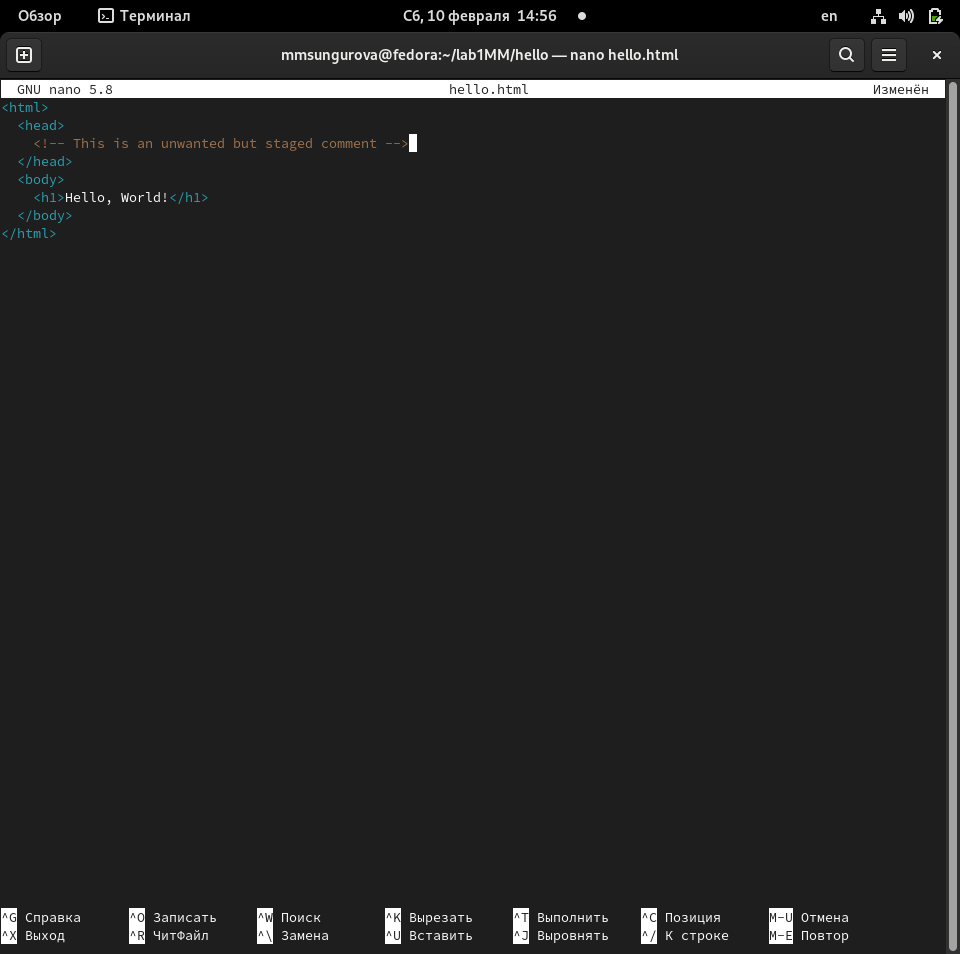 Обзор Терминал Сб, 10 февраля 14:56 en
mmsungurova@fedora:~/lab1MM/hello — nano hello.html
GNU nano 5.8 hello.html Изменён
<html>
  <head>
    <!-- This is an unwanted but staged comment -->
  </head>
  <body>
    <h1>Hello, World!</h1>
  </body>
</html>
^G Справка ^O Записать ^W Поиск ^K Вырезать ^T Выполнить ^C Позиция M-U Отмена
^X Выход ^R ЧитФайл ^\ Замена ^U Вставить ^J Выровнять ^/ К строке M-E Повтор